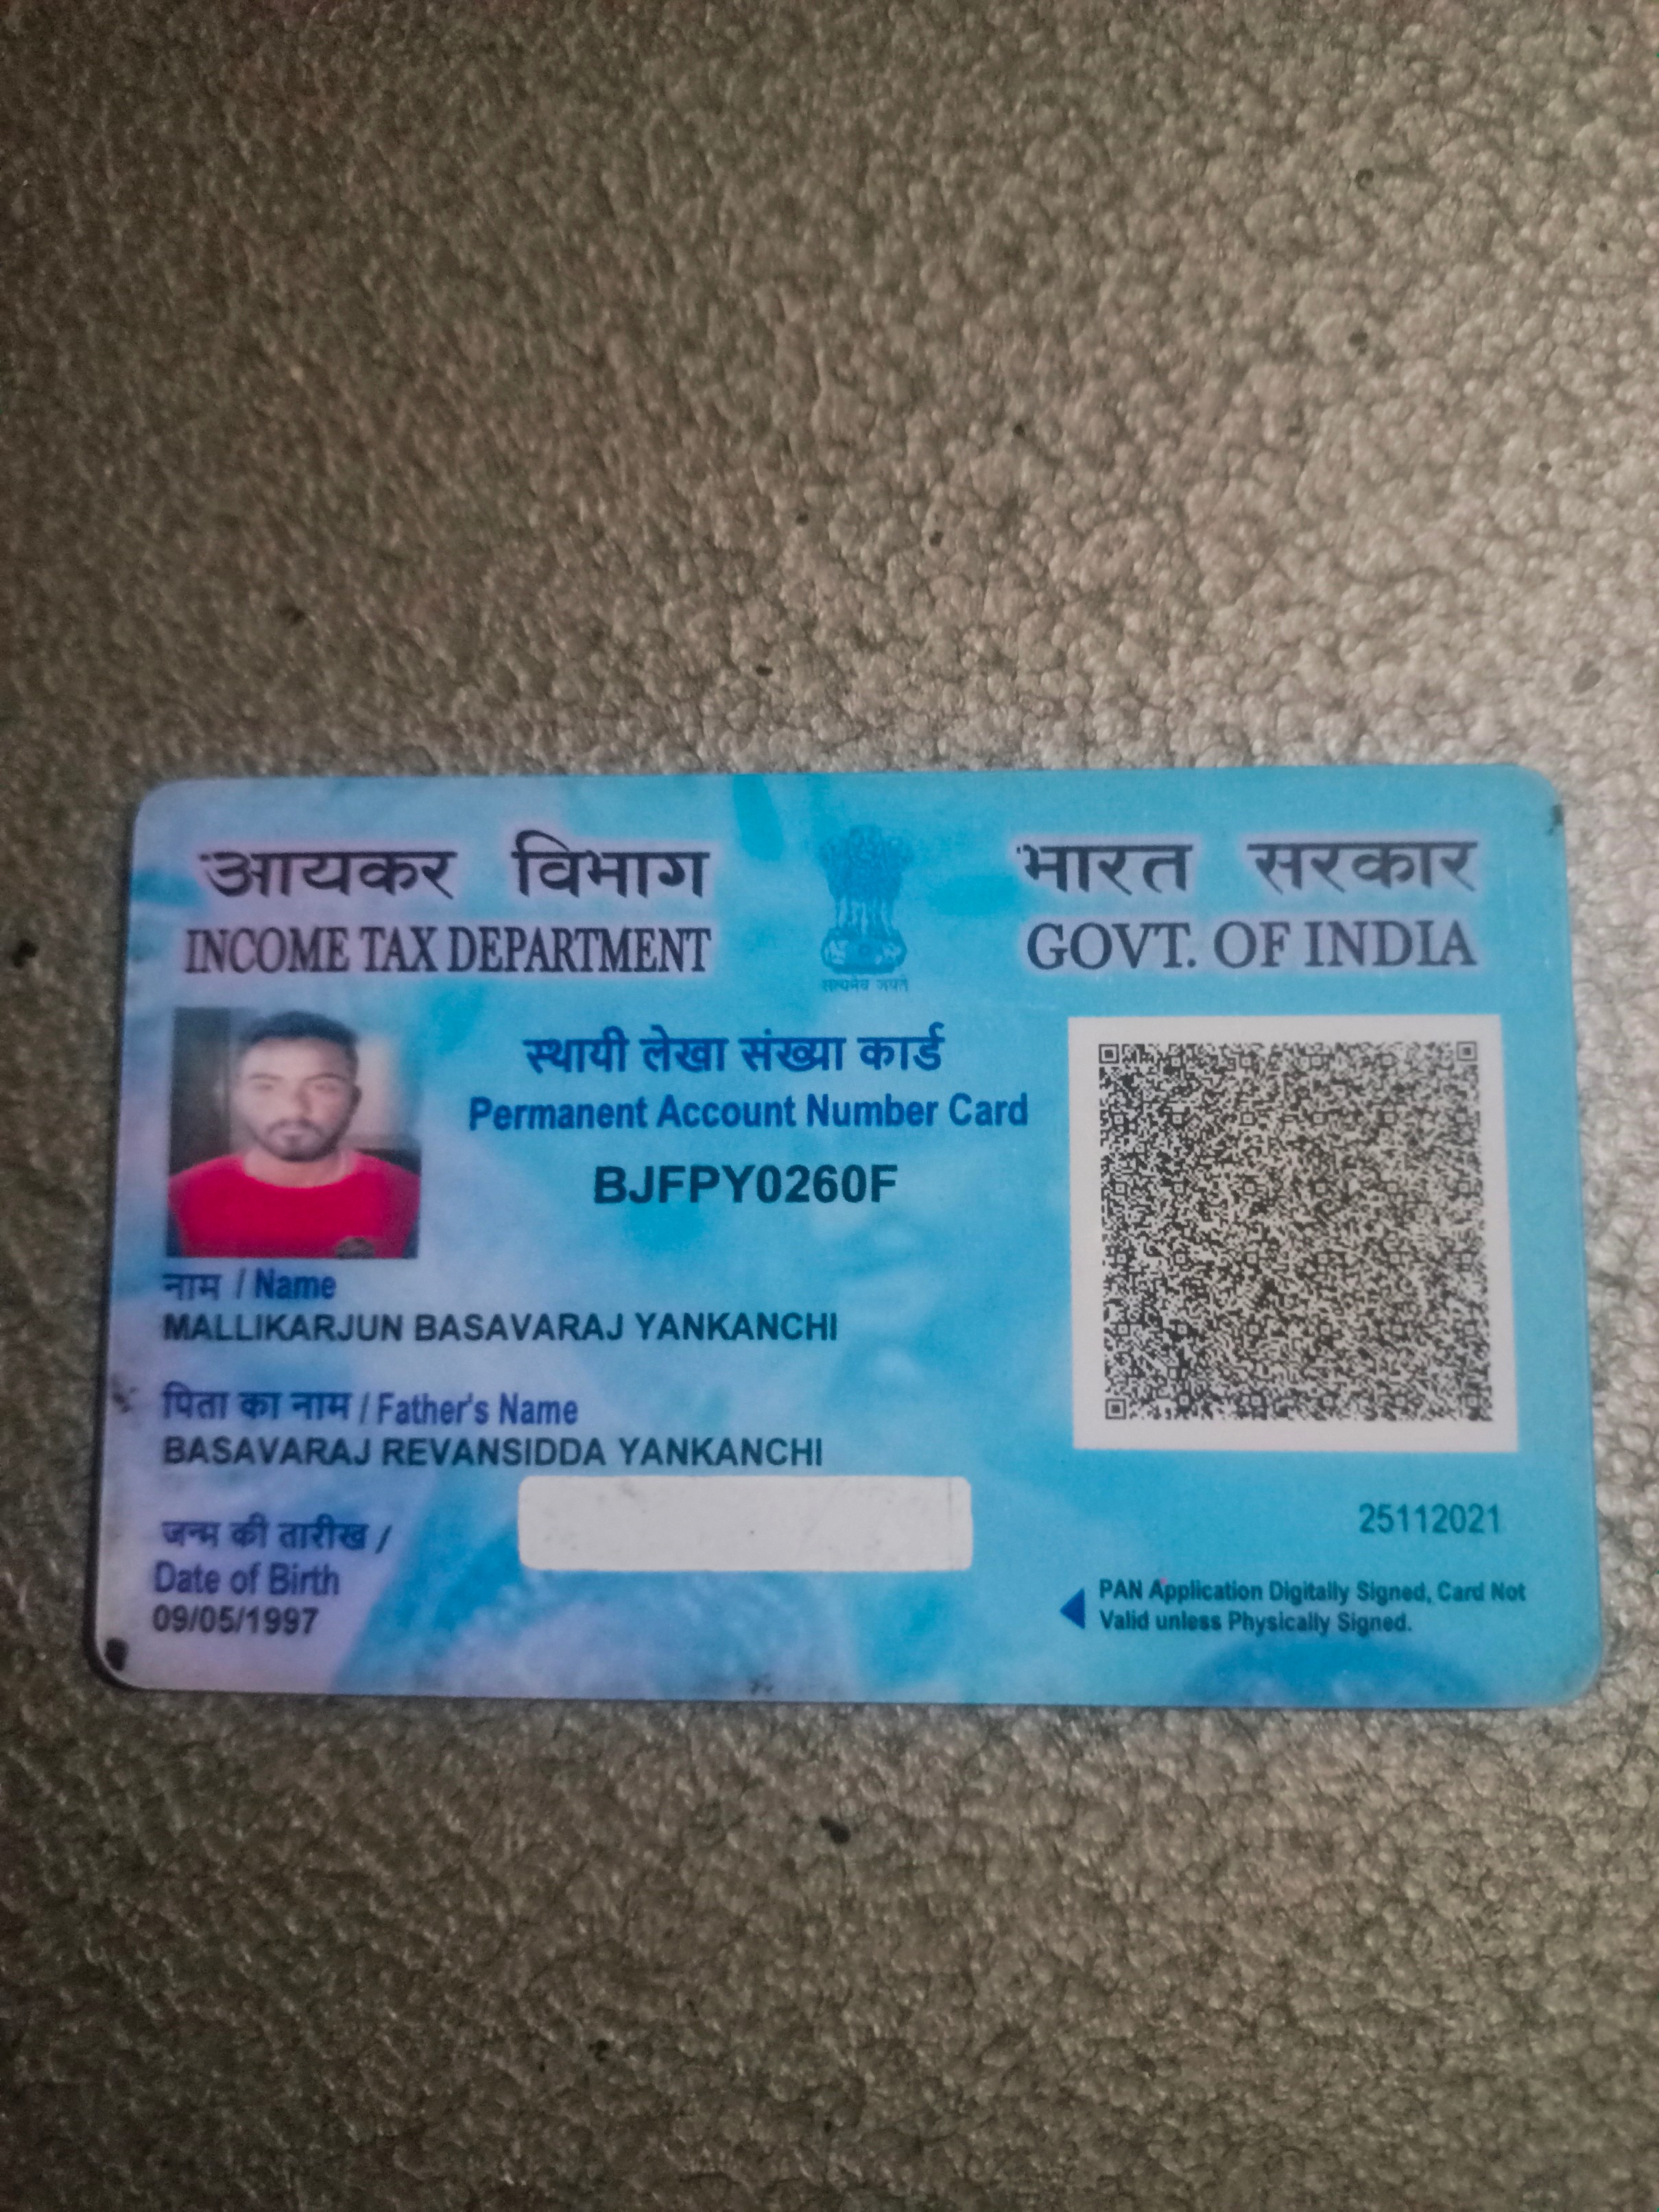 आयकर विभाग
INCOME TAX DEPARTMENT
सत्यमेव जयते
भारत सरकार
GOVT. OF INDIA
स्थायी लेखा संख्या कार्ड
Permanent Account Number Card
BJFPY0260F
नाम / Name
MALLIKARJUN BASAVARAJ YANKANCHI
पिता का नाम / Father's Name
BASAVARAJ REVANSIDDA YANKANCHI
जन्म की तारीख /
Date of Birth
09/05/1997
25112021
PAN Application Digitally Signed, Card Not
Valid unless Physically Signed.